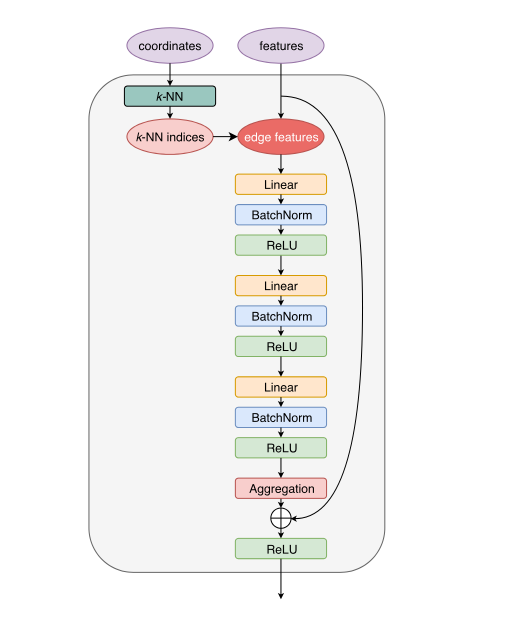 coordinates
features
k-NN
k-NN indices
edge features
Linear
BatchNorm
ReLU
Linear
BatchNorm
ReLU
Linear
BatchNorm
ReLU
Aggregation
ReLU